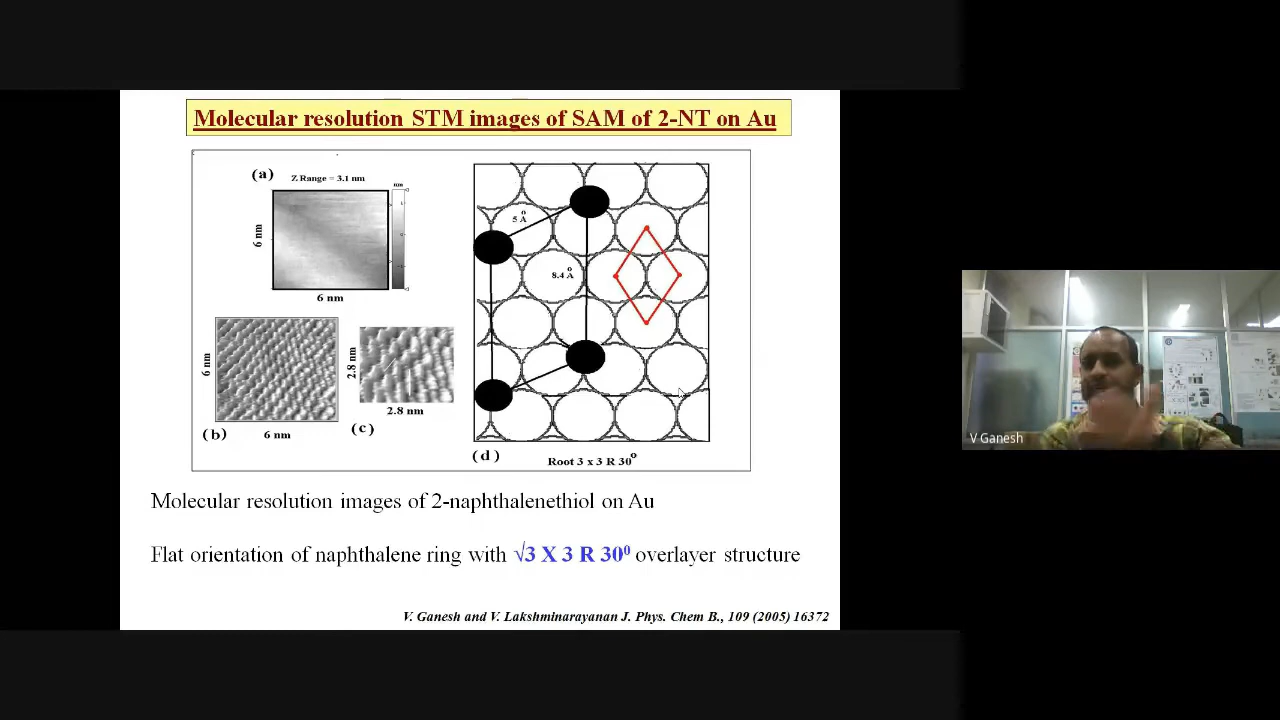 Molecular resolution STM images of SAM of 2-NT on Au
(a)
Z Range = 3.1 nm
nm
6 nm
6 nm
6 nm
(b)
6 nm
2.8 nm
2.8 nm
(c)
5 A°
8.4 A°
(d)
Root 3 x 3 R 30°
Molecular resolution images of 2-naphthalenethiol on Au
Flat orientation of naphthalene ring with √3 X 3 R 30⁰ overlayer structure
V. Ganesh and V. Lakshminarayanan J. Phys. Chem B., 109 (2005) 16372
V Ganesh